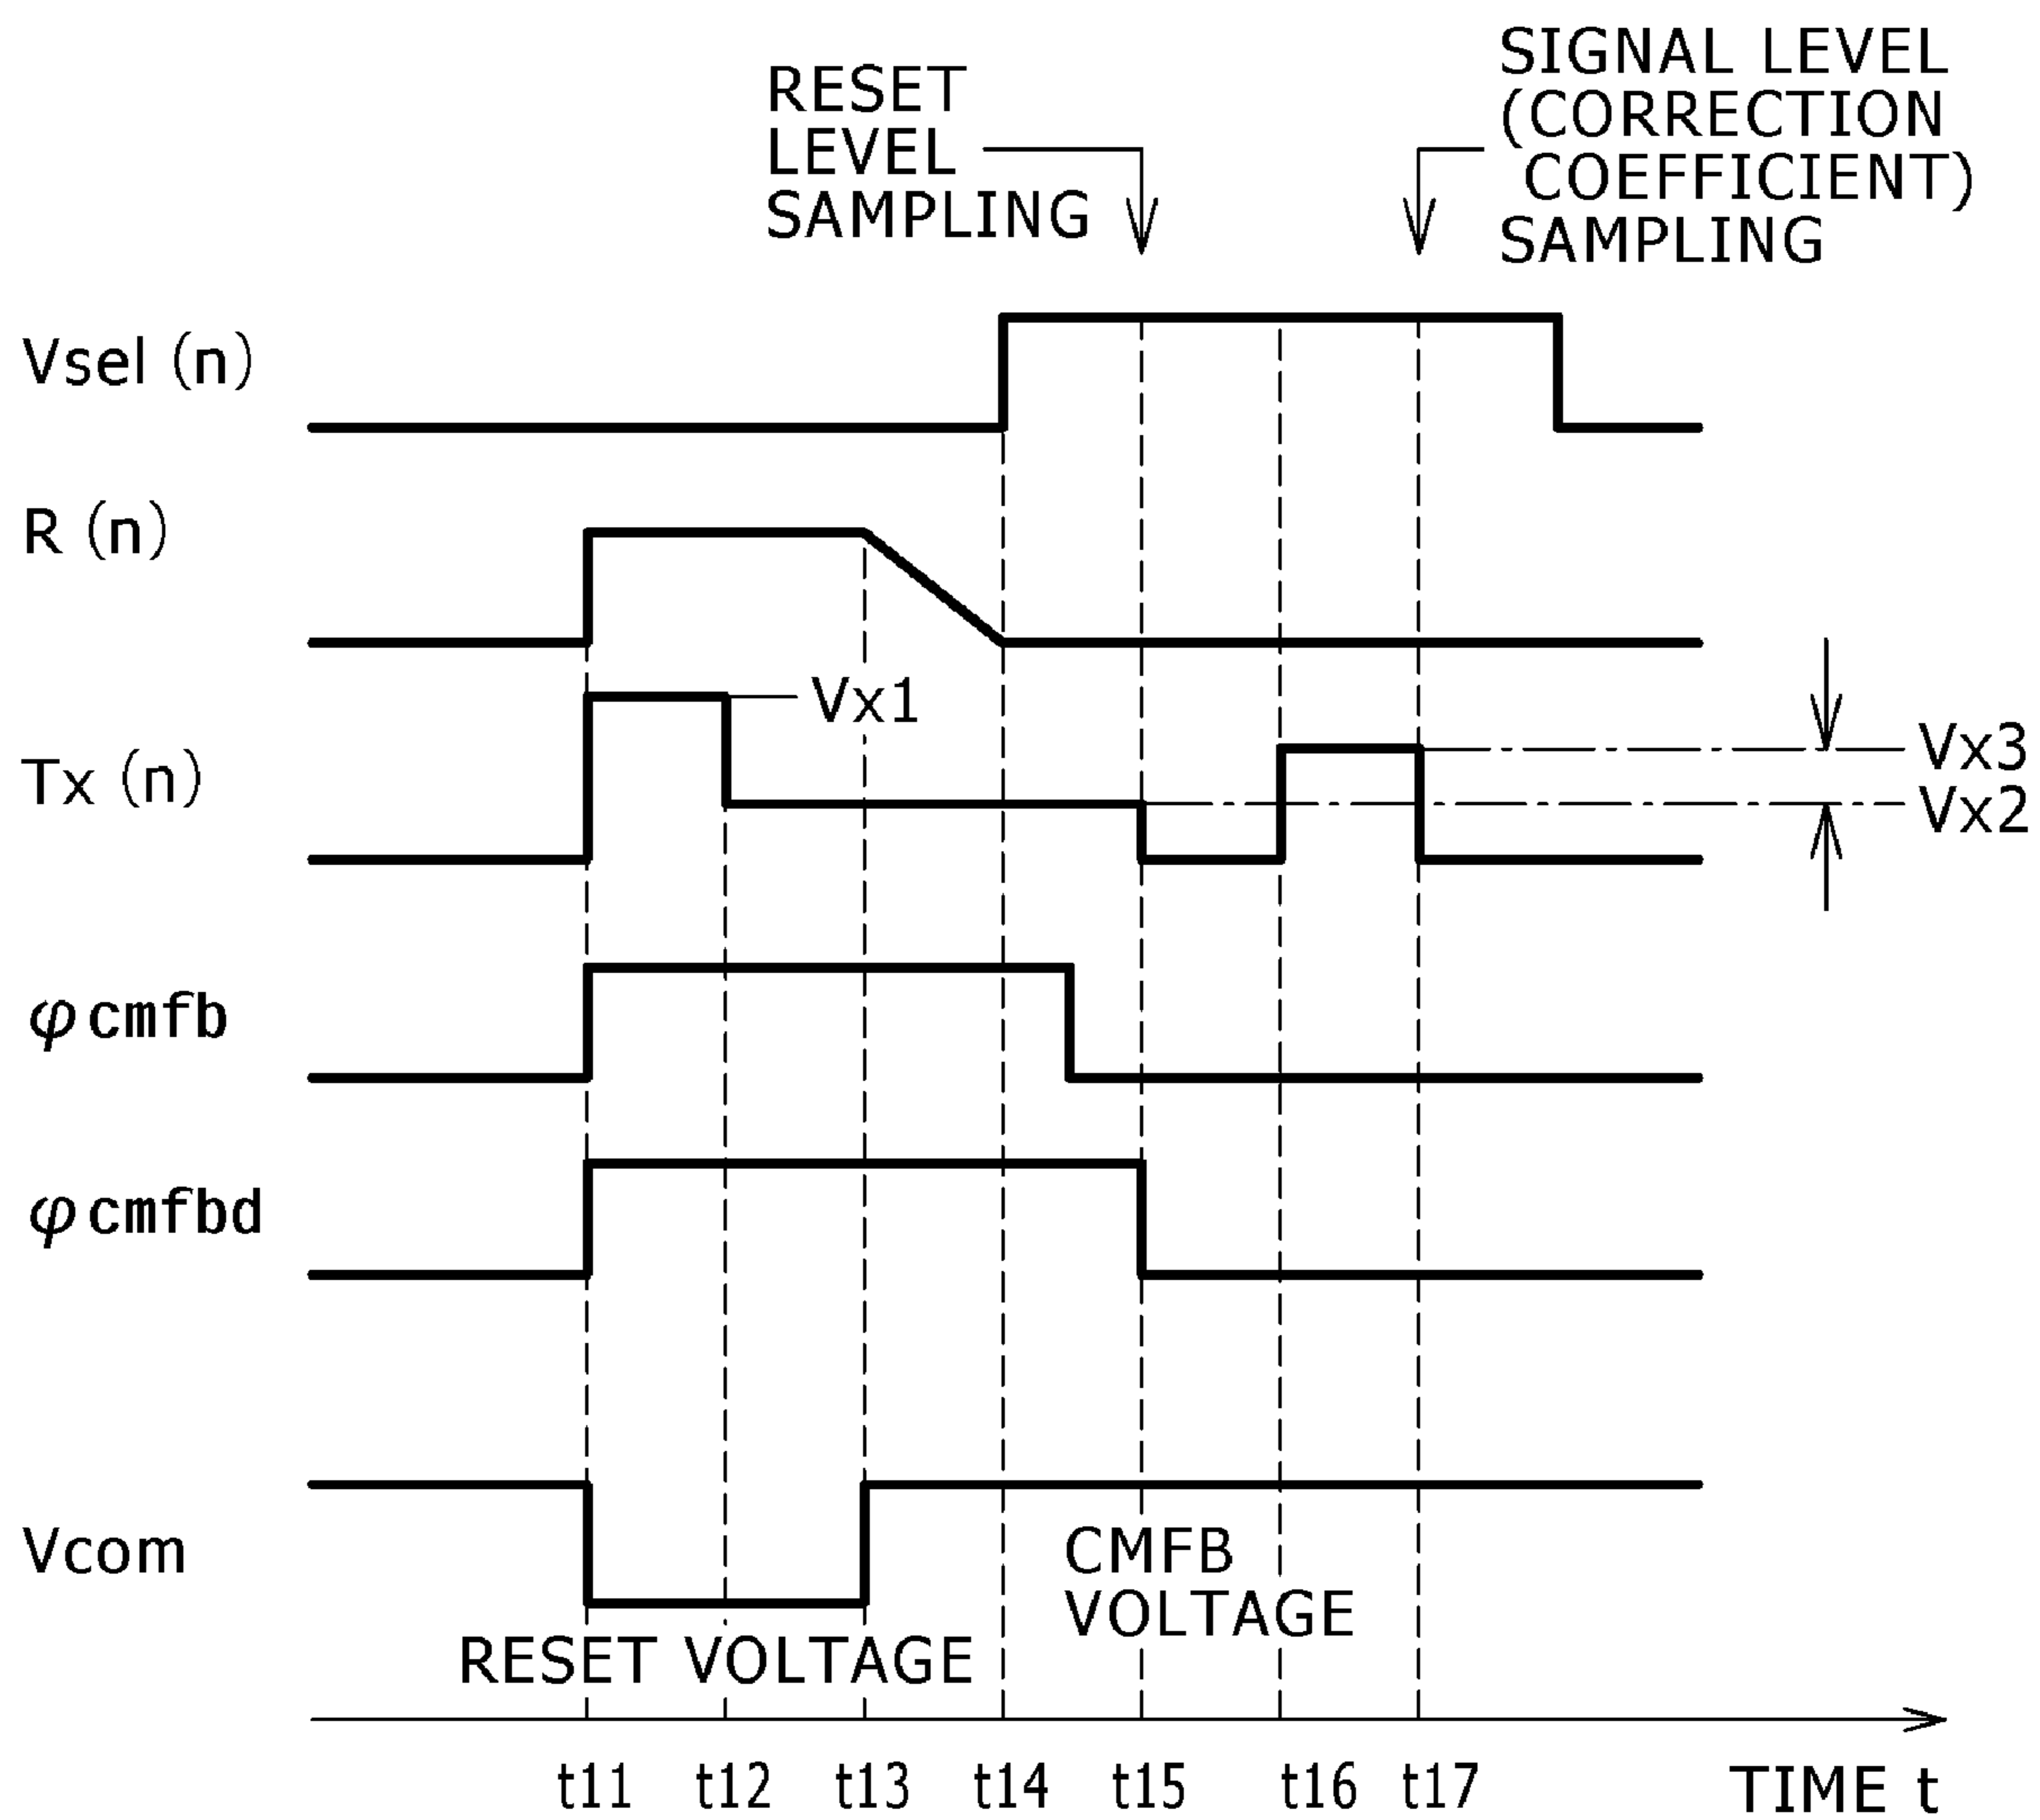 RESET
LEVEL
SAMPLING
SIGNAL LEVEL
(CORRECTION
COEFFICIENT)
SAMPLING
Vsel (n)
R (n)
Vx1
Tx (n)
Vx3
Vx2
φcmfb
φcmfbd
Vcom
CMFB
VOLTAGE
RESET VOLTAGE
t11 t12 t13 t14 t15 t16 t17 TIME t